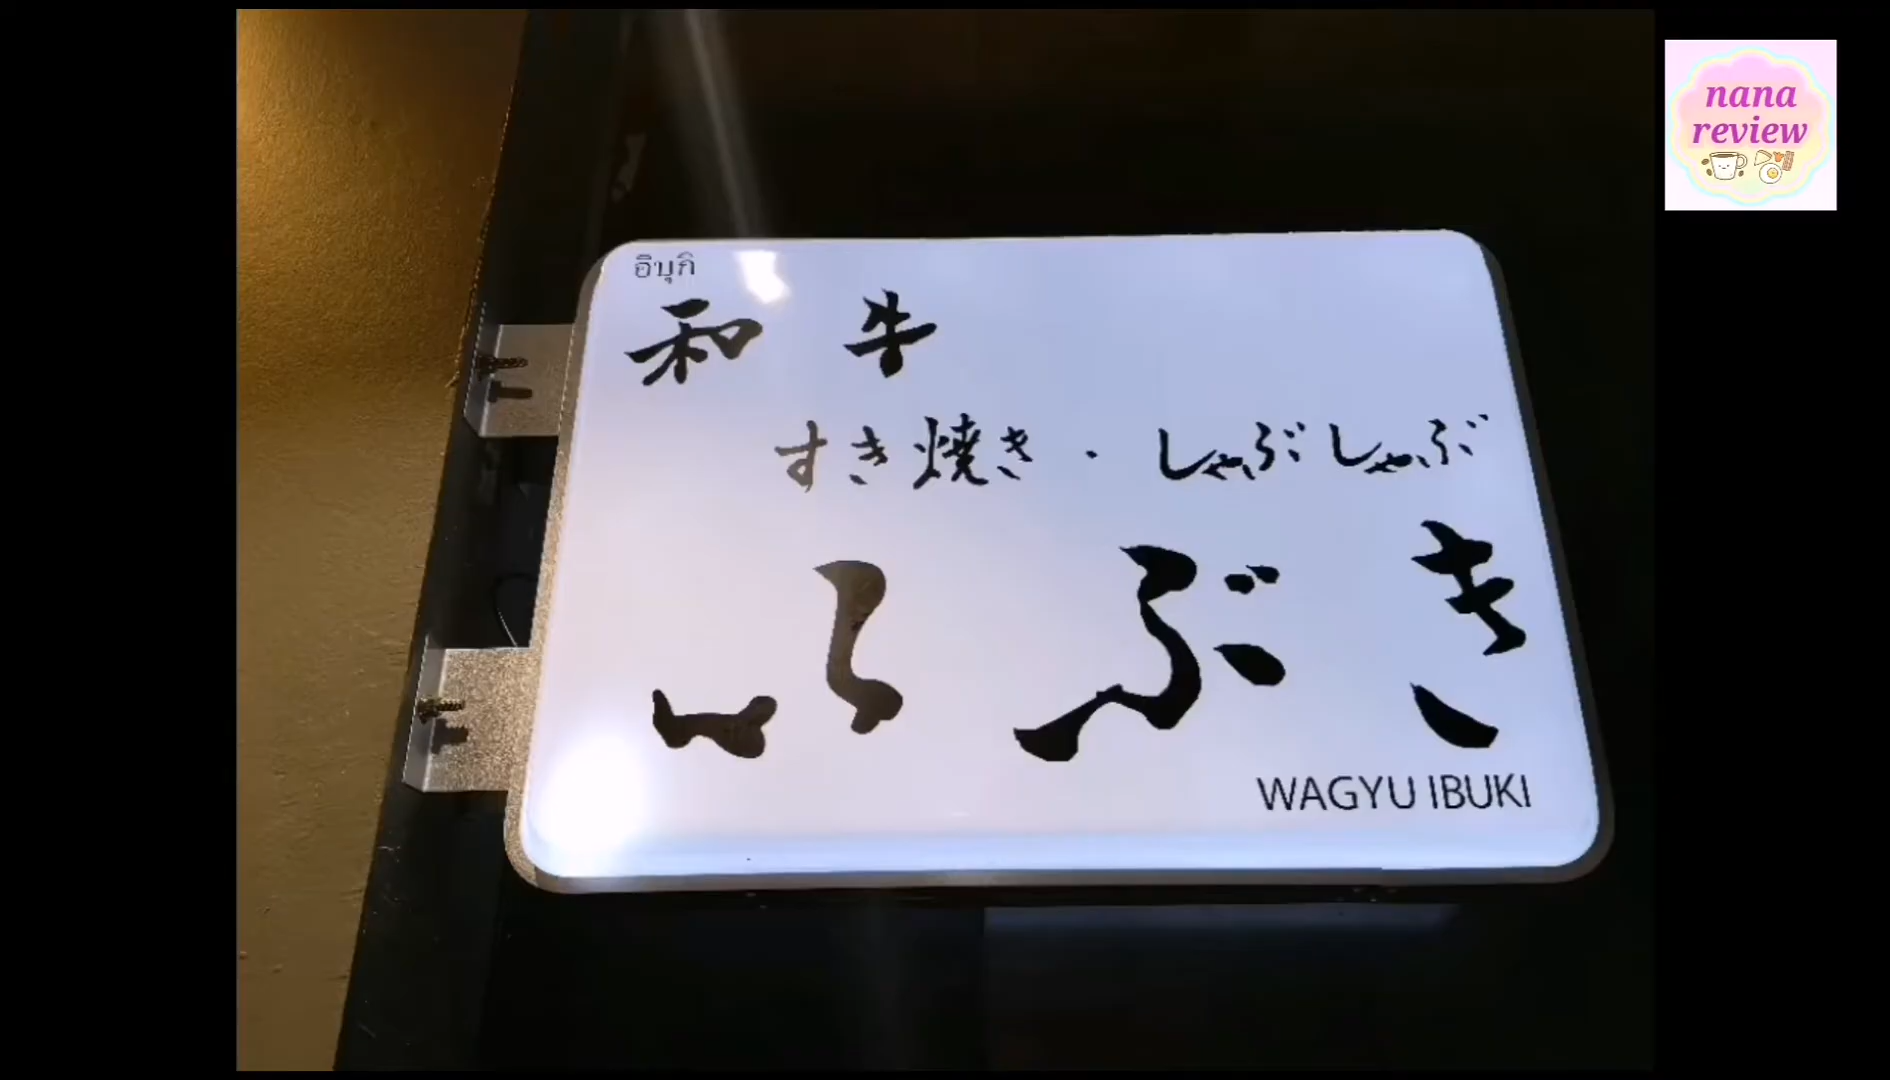 อิบุกิ
和牛
すき焼き・しゃぶしゃぶ
いぶき
WAGYU IBUKI
nana
review